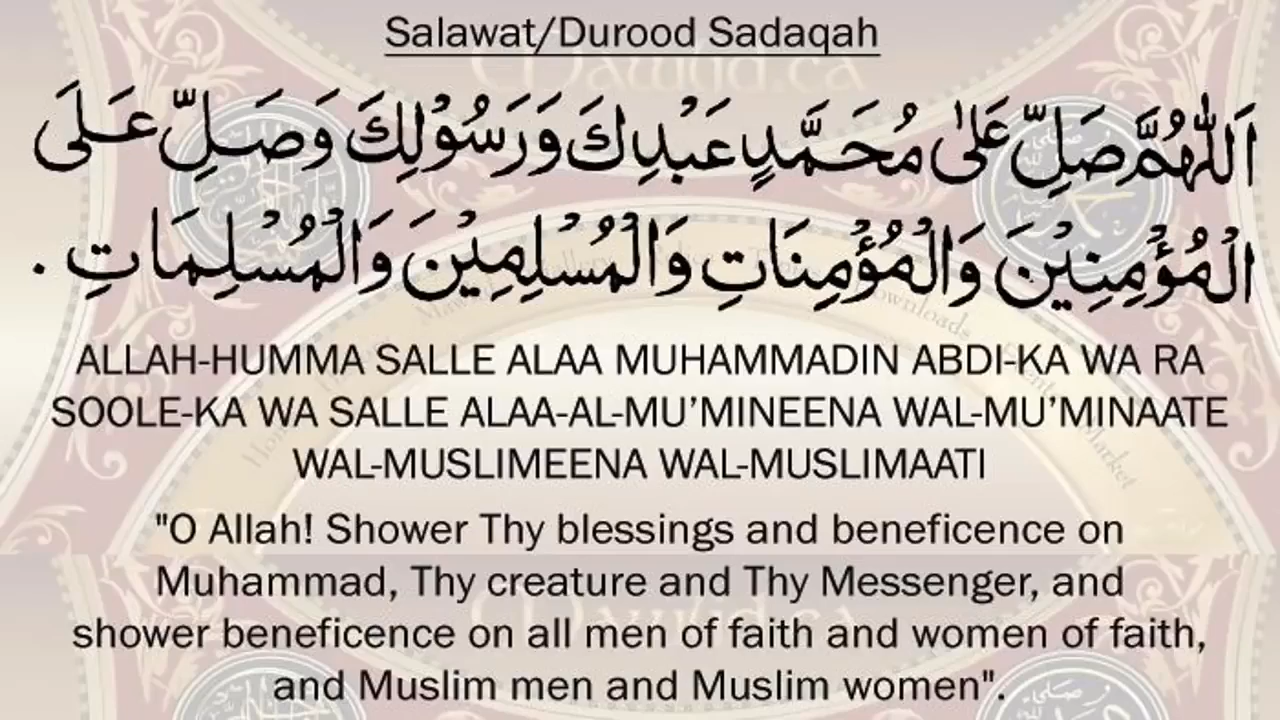 Salawat/Durood Sadaqah
اَللّٰهُمَّ صَلِّ عَلىٰ مُحَمَّدٍ عَبْدِكَ وَرَسُوْلِكَ وَصَلِّ عَلَى
الْمُؤْمِنِيْنَ وَالْمُؤْمِنَاتِ وَالْمُسْلِمِيْنَ وَالْمُسْلِمَاتِ .
ALLAH-HUMMA SALLE ALAA MUHAMMADIN ABDI-KA WA RA
SOOLE-KA WA SALLE ALAA-AL-MU’MINEENA WAL-MU’MINAATE
WAL-MUSLIMEENA WAL-MUSLIMAATI
"O Allah! Shower Thy blessings and beneficence on
Muhammad, Thy creature and Thy Messenger, and
shower beneficence on all men of faith and women of faith,
and Muslim men and Muslim women".